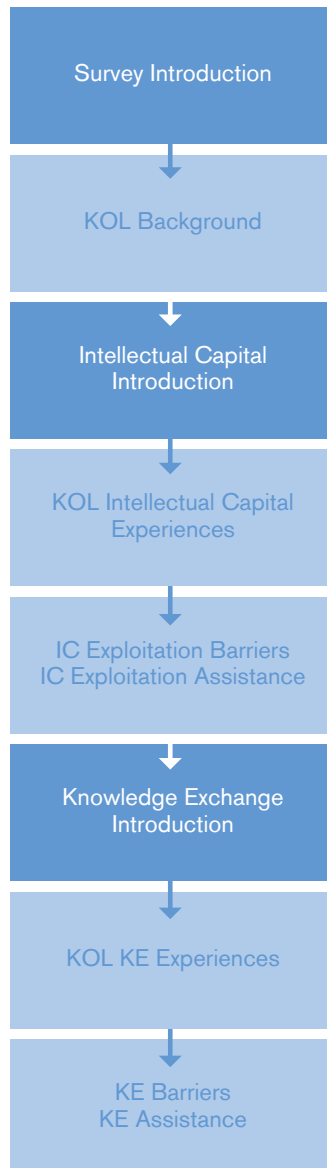 Survey Introduction
KOL Background
Intellectual Capital
Introduction
KOL Intellectual Capital
Experiences
IC Exploitation Barriers
IC Exploitation Assistance
Knowledge Exchange
Introduction
KOL KE Experiences
KE Barriers
KE Assistance